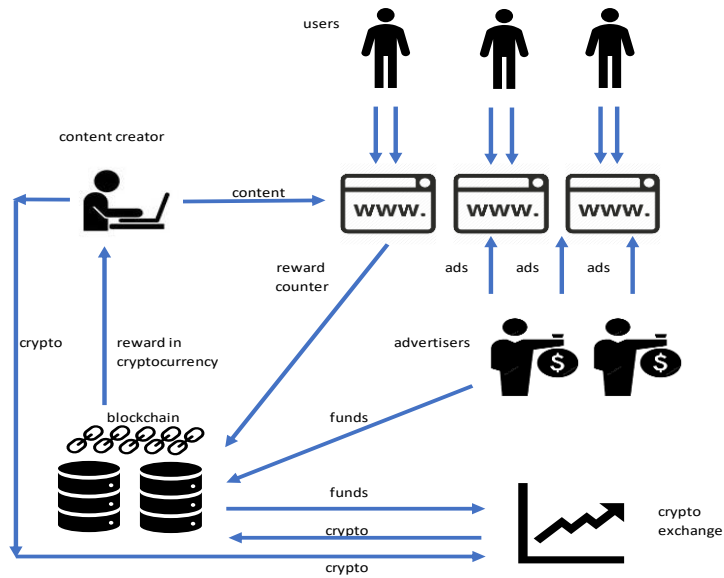 users
content creator
content
www.
www.
www.
reward
counter
ads
ads
ads
crypto
reward in
cryptocurrency
advertisers
$
$
blockchain
funds
funds
crypto
crypto
exchange
crypto